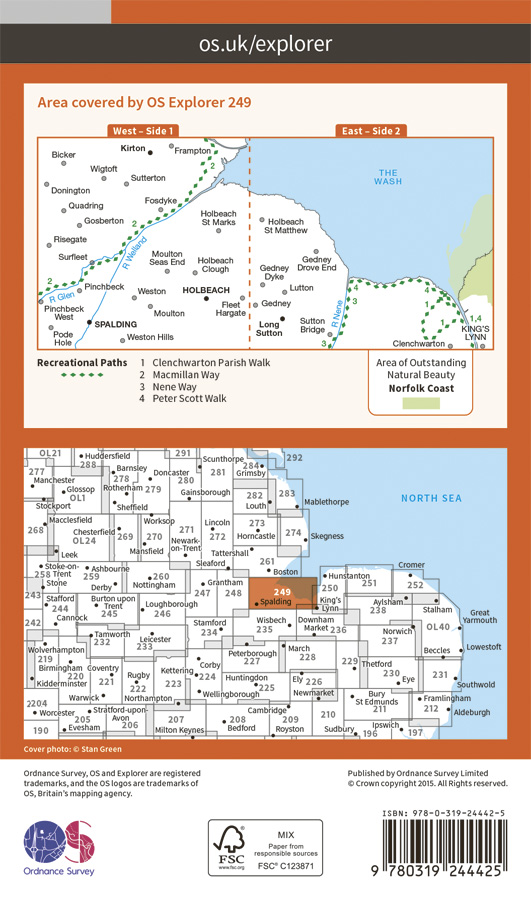 os.uk/explorer
Area covered by OS Explorer 249
West – Side 1
East – Side 2
Kirton
Frampton
Bicker
Wigtoft
Sutterton
Donington
Quadring
Fosdyke
Gosberton
Risegate
Surfleet
2
2
2
R Welland
R Glen
Pinchbeck
Pinchbeck
West
SPALDING
Pode
Hole
Weston Hills
Moulton
Weston
Moulton
Seas End
Holbeach
St Marks
Holbeach
Clough
HOLBEACH
Fleet
Hargate
THE
WASH
Holbeach
St Matthew
Gedney
Drove End
Gedney
Dyke
Lutton
Gedney
Long
Sutton
Sutton
Bridge
R Nene
3
3
4
4
1
1
1,4
KING'S
LYNN
Clenchwarton
Recreational Paths
1 Clenchwarton Parish Walk
2 Macmillan Way
3 Nene Way
4 Peter Scott Walk
Area of Outstanding
Natural Beauty
Norfolk Coast
OL21
Huddersfield
288
291
Scunthorpe
284
Grimsby
292
277
Manchester
Barnsley
278
Doncaster
280
281
Glossop
OL1
Rotherham
279
Gainsborough
282
Louth
283
Mablethorpe
NORTH SEA
Stockport
Sheffield
268
Macclesfield
Chesterfield
OL24
269
Worksop
270
Mansfield
271
Newark-
on-Trent
Lincoln
272
273
Horncastle
274
Skegness
Leek
Tattershall
261
Sleaford
Boston
Stoke-on-
Trent
258
Stone
Ashbourne
259
Derby
260
Nottingham
247
Grantham
248
249
Spalding
Hunstanton
250
251
King's
Lynn
Cromer
252
243
Stafford
244
Burton upon
Trent
245
Loughborough
246
Aylsham
238
Stalham
242
Cannock
Stamford
234
Wisbech
235
Downham
Market
236
Norwich
237
OL40
Great
Yarmouth
Tamworth
232
Leicester
233
Peterborough
227
March
228
Beccles
Lowestoft
Wolverhampton
219
Birmingham
220
Kidderminster
Coventry
221
Rugby
222
Kettering
223
Corby
224
Huntingdon
225
Ely
226
229
Thetford
230
Eye
231
Southwold
Warwick
Northampton
Wellingborough
Newmarket
Bury
St Edmunds
211
Framlingham
212
Aldeburgh
2204
Worcester
205
Stratford-upon-
Avon
206
207
208
Bedford
Cambridge
209
210
190
Evesham
Milton Keynes
Royston
Sudbury
196
Ipswich
197
Cover photo: © Stan Green
Ordnance Survey, OS and Explorer are registered
trademarks, and the OS logos are trademarks of
OS, Britain's mapping agency.
Published by Ordnance Survey Limited
© Crown copyright 2015. All Rights reserved.
OS
Ordnance Survey
FSC
www.fsc.org
MIX
Paper from
responsible sources
FSC® C123871
ISBN: 978-0-319-24442-5
9 780319 244425